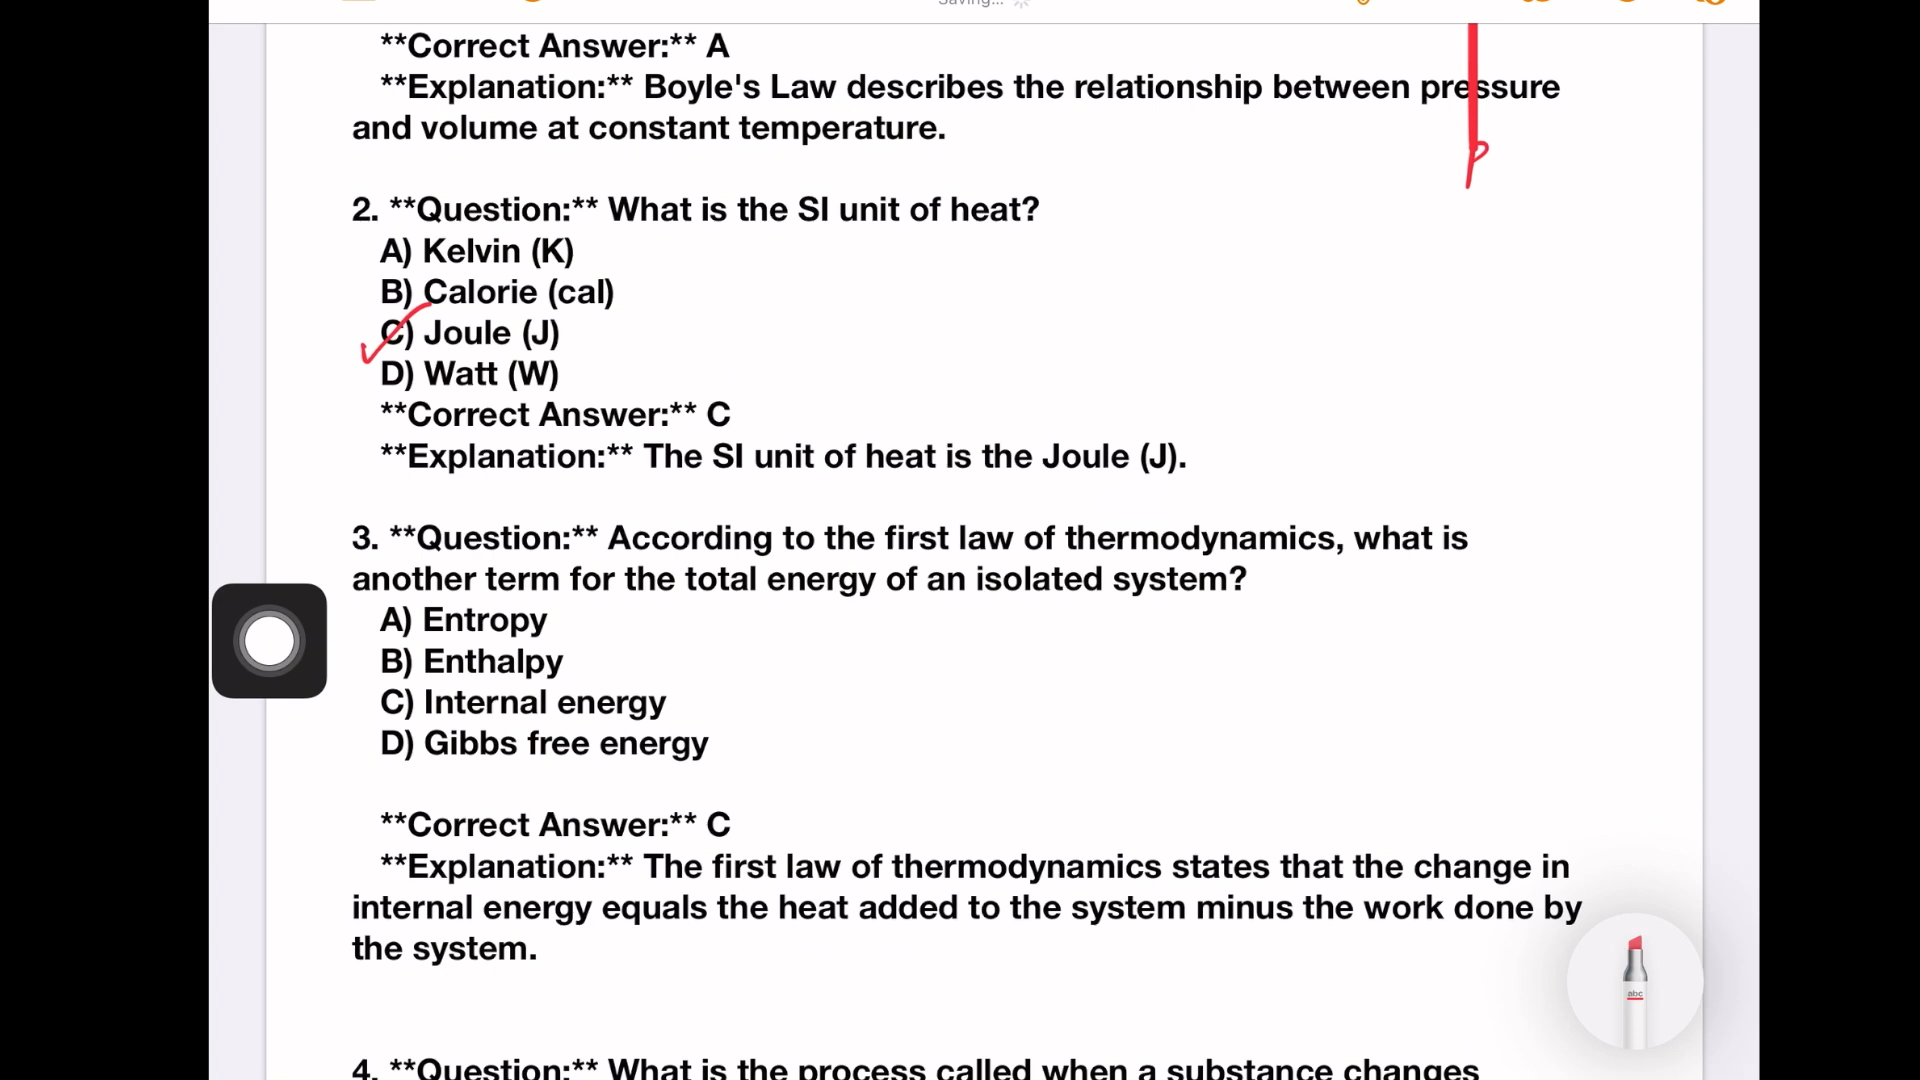 Saving...
**Correct Answer:** A
**Explanation:** Boyle's Law describes the relationship between pressure
and volume at constant temperature.
2. **Question:** What is the SI unit of heat?
A) Kelvin (K)
B) Calorie (cal)
C) Joule (J)
D) Watt (W)
**Correct Answer:** C
**Explanation:** The SI unit of heat is the Joule (J).
3. **Question:** According to the first law of thermodynamics, what is
another term for the total energy of an isolated system?
A) Entropy
B) Enthalpy
C) Internal energy
D) Gibbs free energy
**Correct Answer:** C
**Explanation:** The first law of thermodynamics states that the change in
internal energy equals the heat added to the system minus the work done by
the system.
abc
4. **Question:** What is the process called when a substance changes